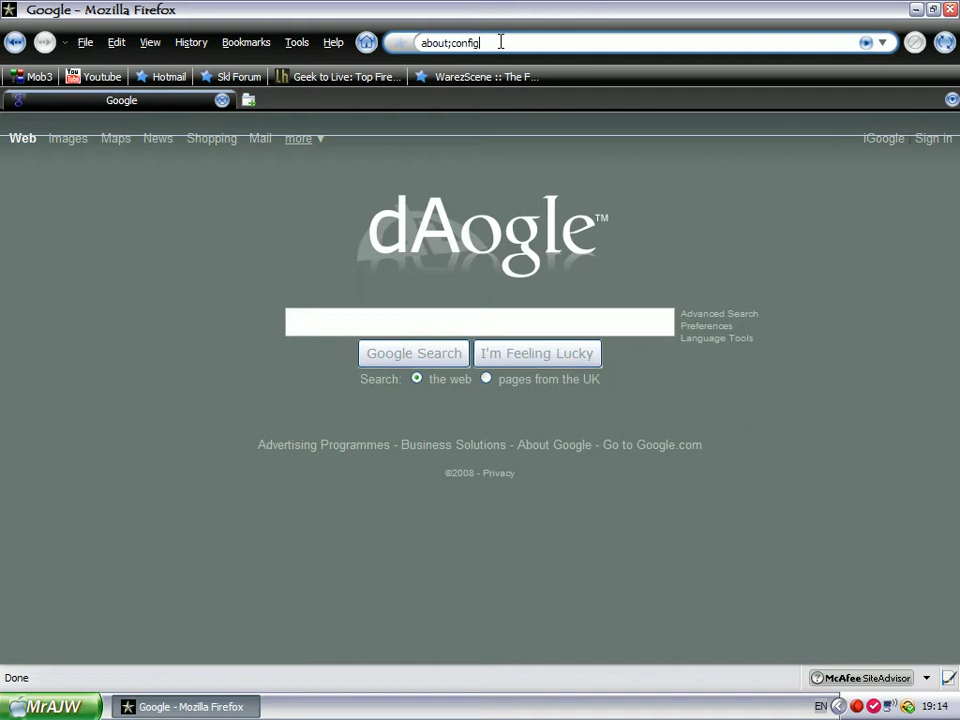 Google - Mozilla Firefox
File Edit View History Bookmarks Tools Help about;config
Mob3 You Tube Youtube Hotmail Skl Forum Geek to Live: Top Fire... WarezScene :: The F...
Google
Web Images Maps News Shopping Mail more ▼ iGoogle | Sign in
dAogle™
Advanced Search
Preferences
Language Tools
Google Search I'm Feeling Lucky
Search: the web pages from the UK
Advertising Programmes - Business Solutions - About Google - Go to Google.com
©2008 - Privacy
Done McAfee SiteAdvisor
MrAJW Google - Mozilla Firefox EN 19:14